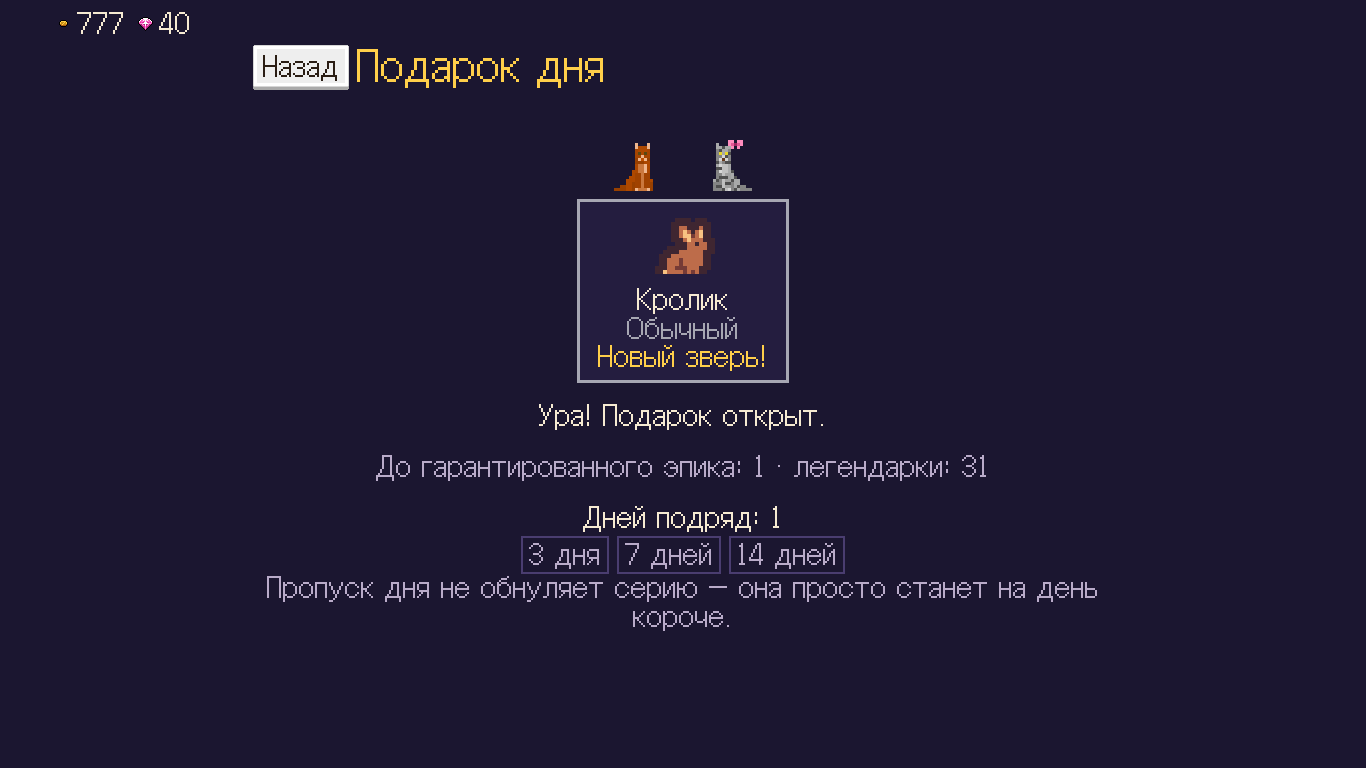 777 40
Назад Подарок дня
Кролик
Обычный
Новый зверь!
Ура! Подарок открыт.
До гарантированного эпика: 1 · легендарки: 31
Дней подряд: 1
3 дня 7 дней 14 дней
Пропуск дня не обнуляет серию — она просто станет на день
короче.